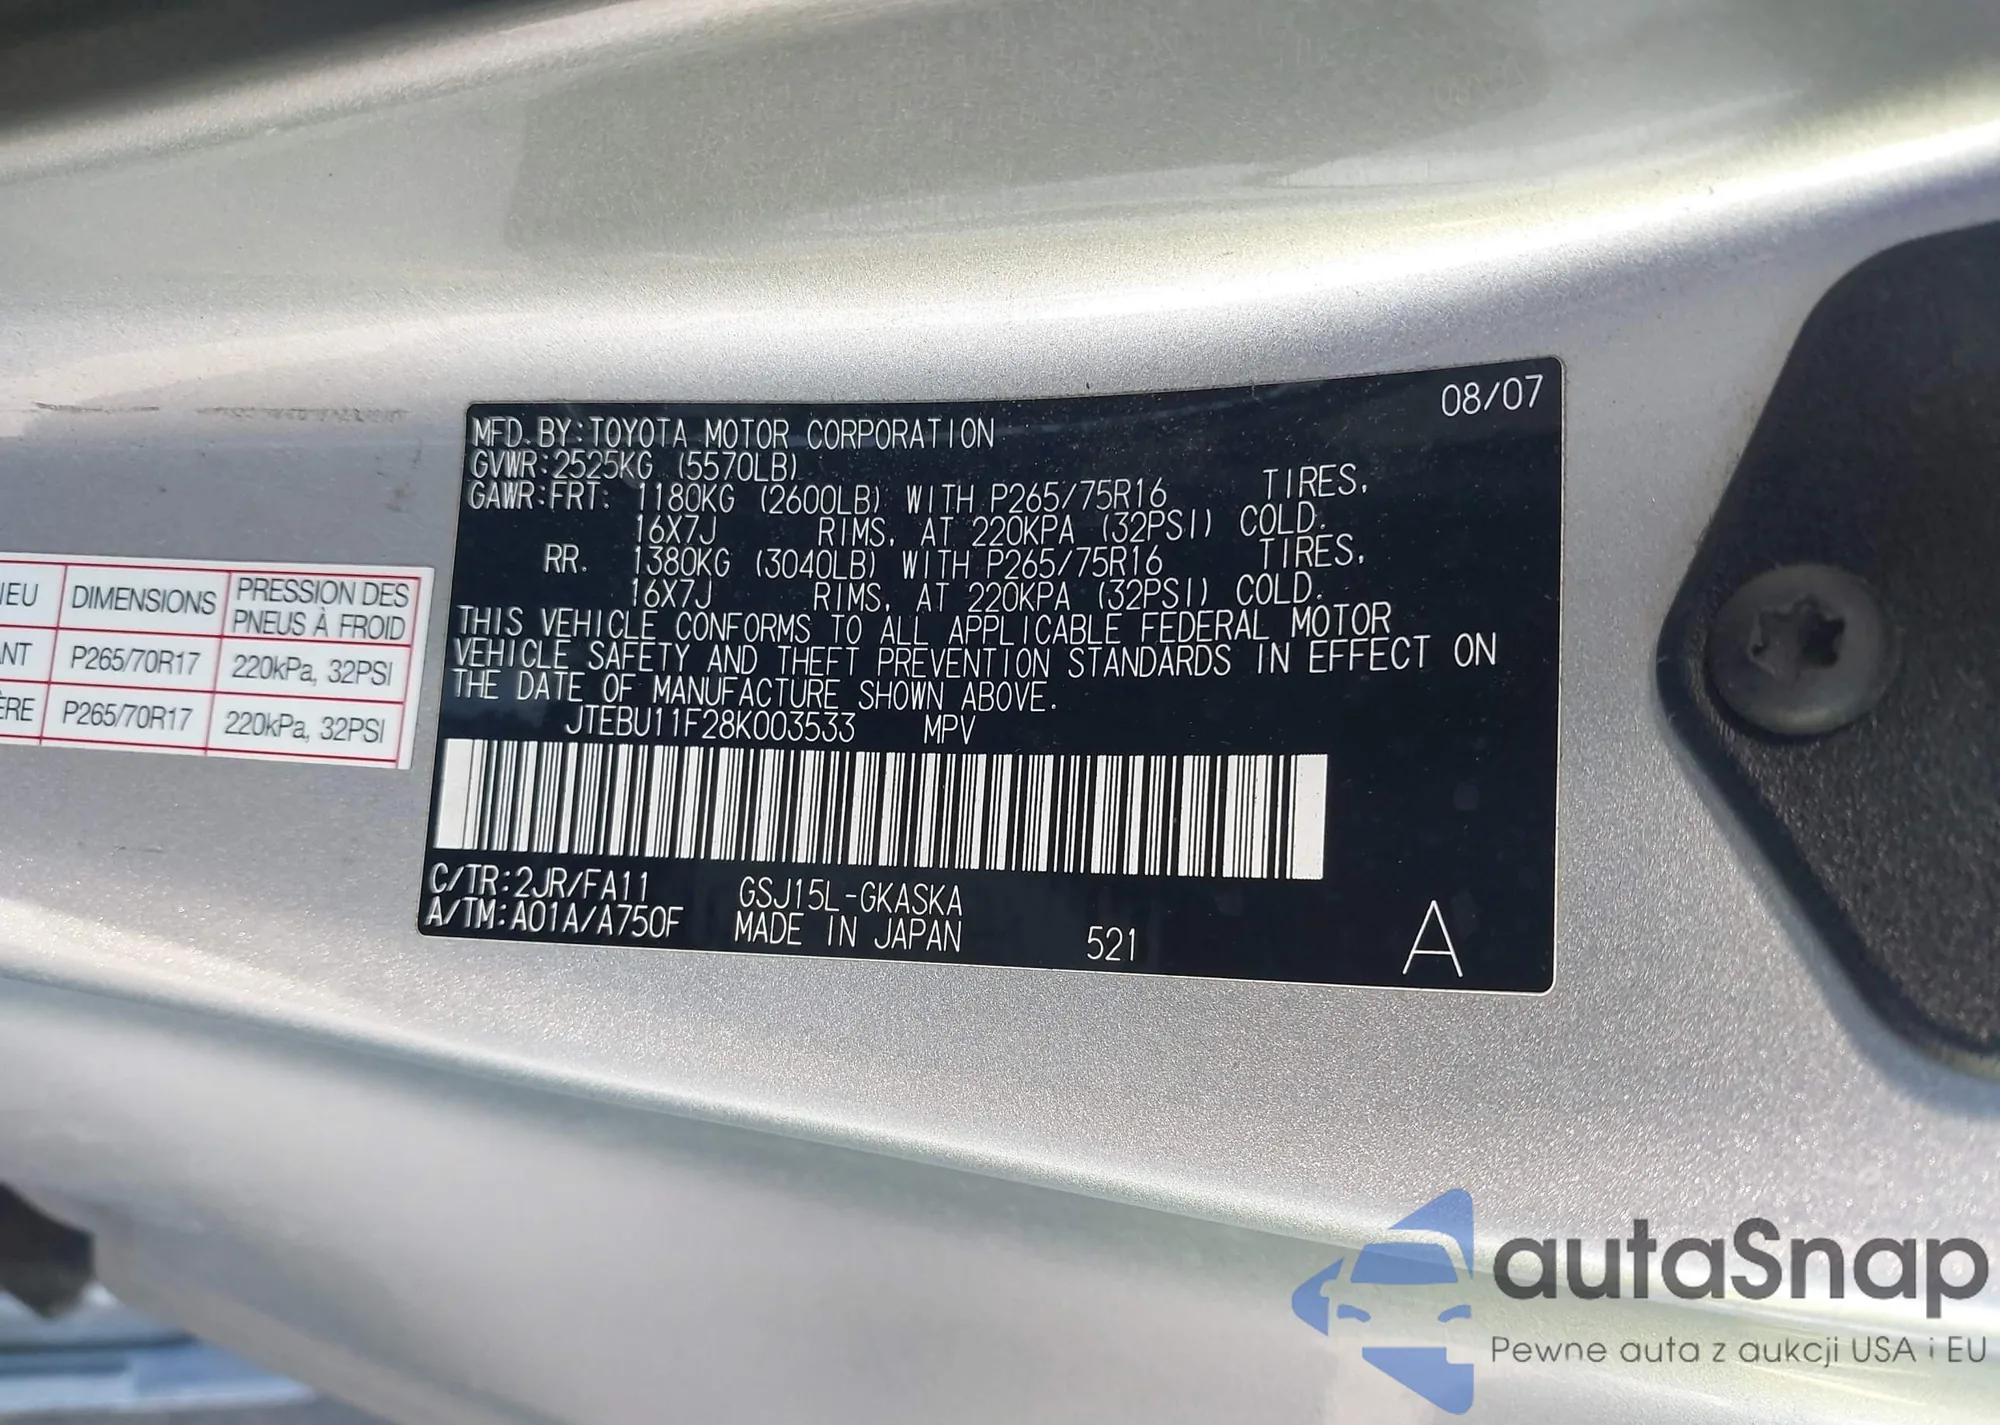 08/07
MFD. BY:TOYOTA MOTOR CORPORATION
GVWR:2525KG (5570LB)
GAWR:FRT: 1180KG (2600LB) WITH P265/75R16 TIRES,
16X7J RIMS, AT 220KPA (32PSI) COLD.
RR. 1380KG (3040LB) WITH P265/75R16 TIRES,
16X7J RIMS, AT 220KPA (32PSI) COLD.
THIS VEHICLE CONFORMS TO ALL APPLICABLE FEDERAL MOTOR
VEHICLE SAFETY AND THEFT PREVENTION STANDARDS IN EFFECT ON
THE DATE OF MANUFACTURE SHOWN ABOVE.
JTEBU11F28K003533 MPV
C/TR:2JR/FA11 GSJ15L-GKASKA
A/TM:A01A/A750F MADE IN JAPAN 521 A
IEU DIMENSIONS PRESSION DES
PNEUS À FROID
ANT P265/70R17 220kPa, 32PSI
ÈRE P265/70R17 220kPa, 32PSI
autaSnap
Pewne auta z aukcji USA i EU